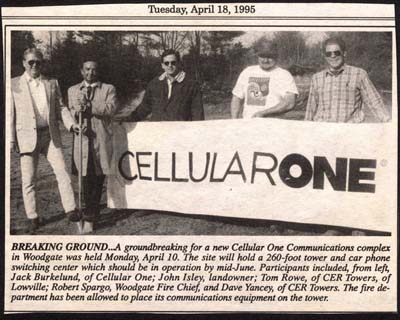 Tuesday, April 18, 1995
CELLULARONE®
BREAKING GROUND...A groundbreaking for a new Cellular One Communications complex
in Woodgate was held Monday, April 10. The site will hold a 260-foot tower and car phone
switching center which should be in operation by mid-June. Participants included, from left,
Jack Burkelund, of Cellular One; John Isley, landowner; Tom Rowe, of CER Towers, of
Lowville; Robert Spargo, Woodgate Fire Chief, and Dave Yancey, of CER Towers. The fire de-
partment has been allowed to place its communications equipment on the tower.